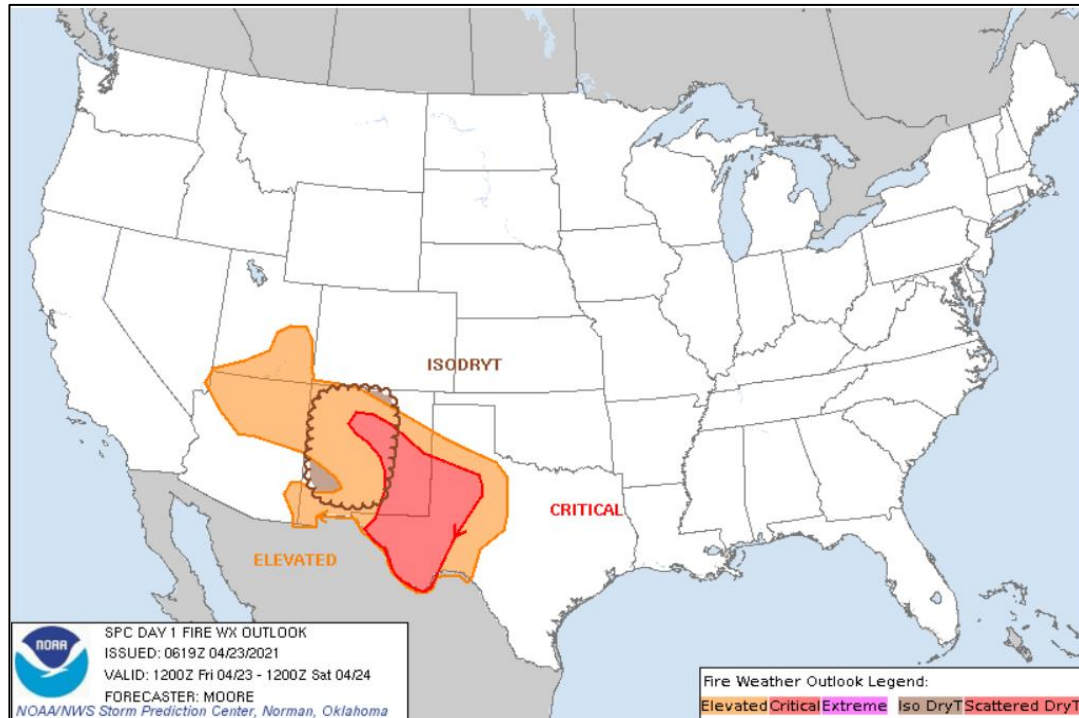 ISODRYT
CRITICAL
ELEVATED
NOAA
SPC DAY 1 FIRE WX OUTLOOK
ISSUED: 0619Z 04/23/2021
VALID: 1200Z Fri 04/23 - 1200Z Sat 04/24
FORECASTER: MOORE
NOAA/NWS Storm Prediction Center, Norman, Oklahoma
Fire Weather Outlook Legend:
Elevated Critical Extreme Iso DryT Scattered DryT